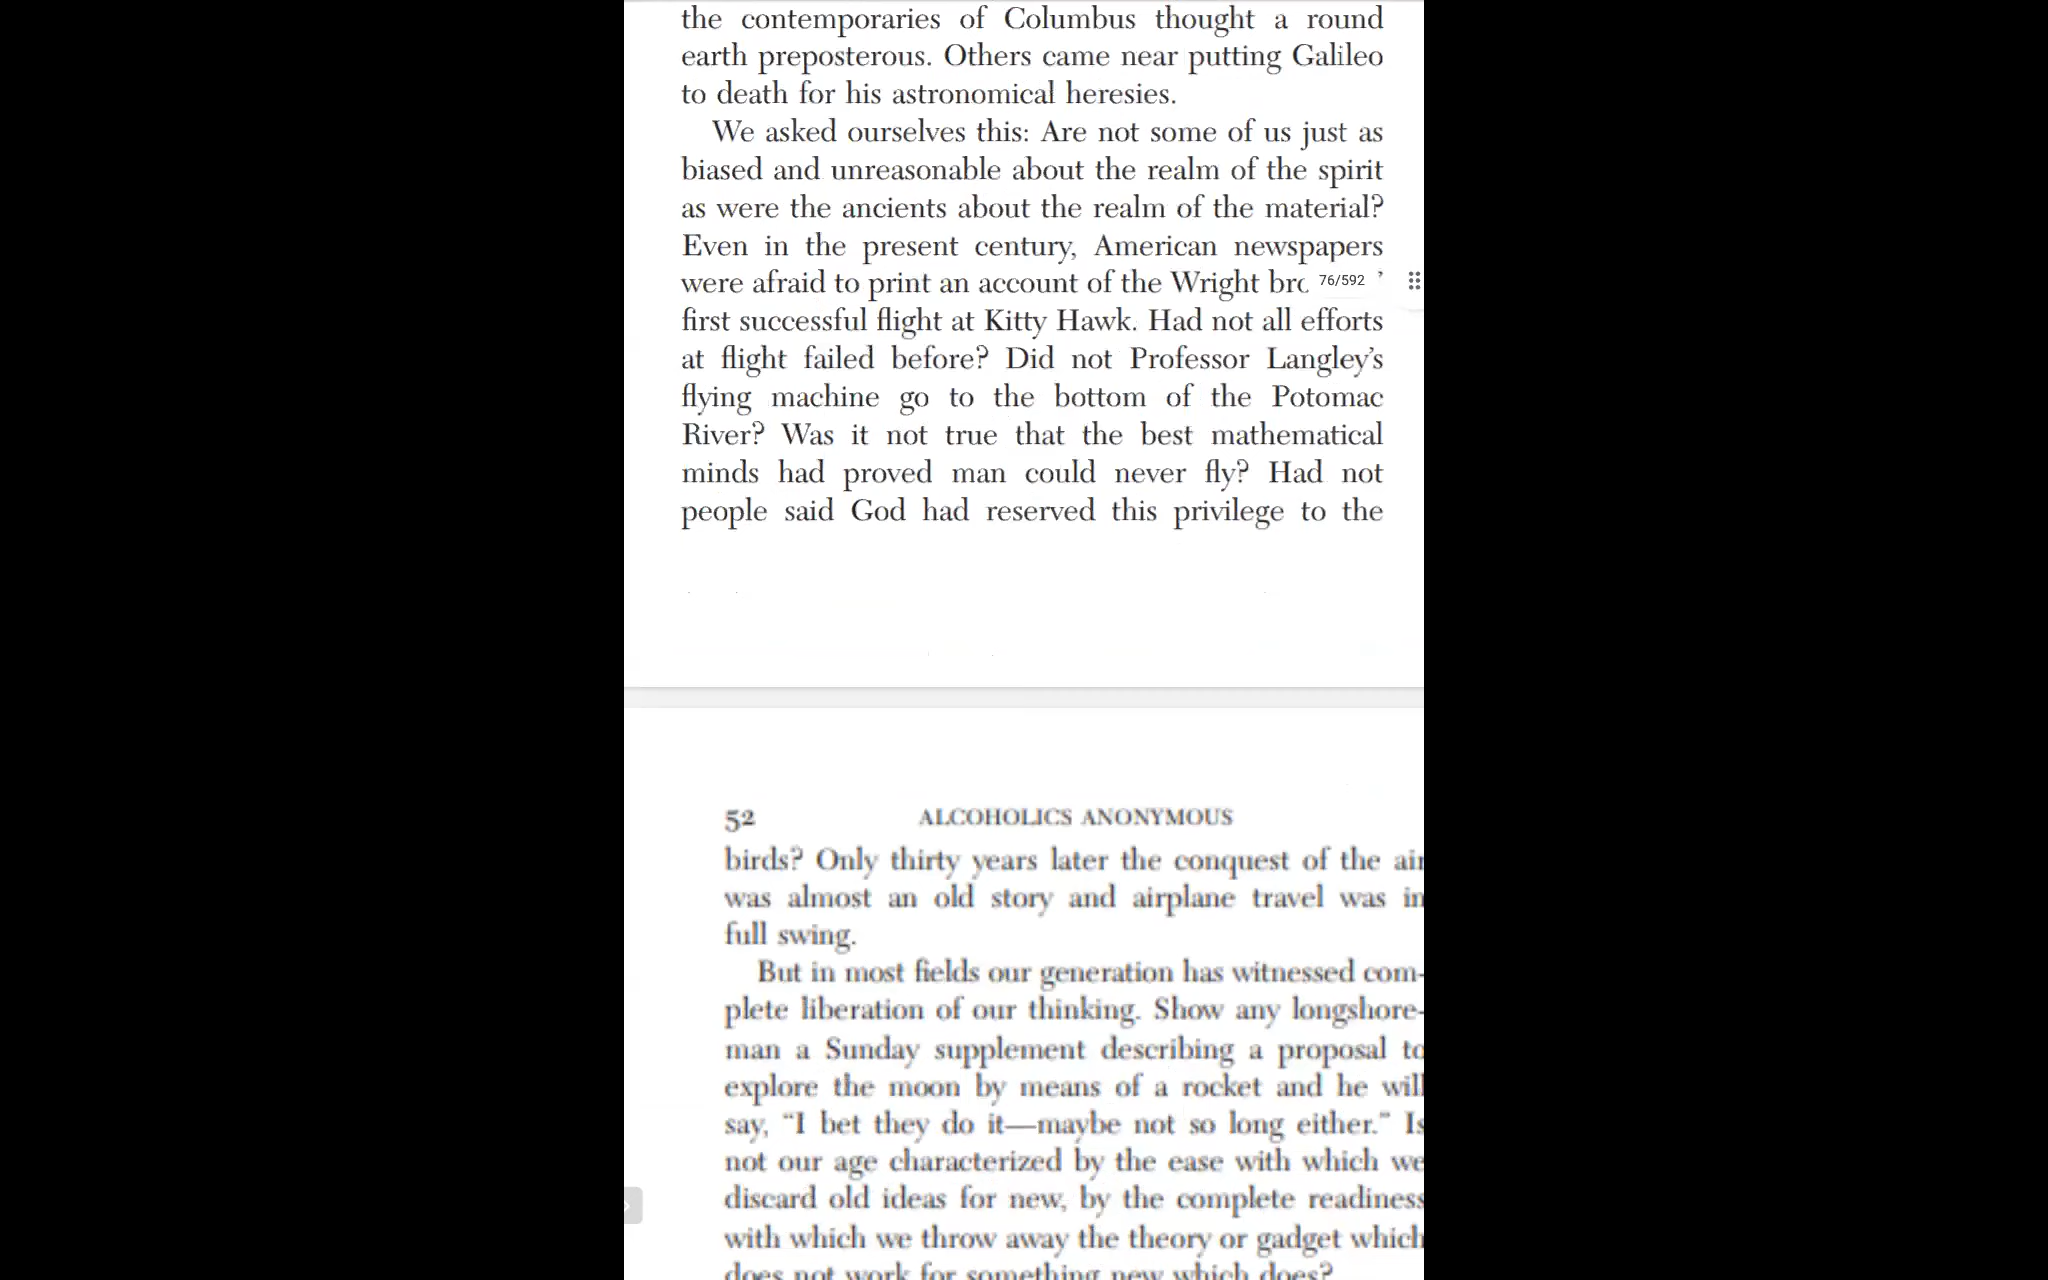 the contemporaries of Columbus thought a round
earth preposterous. Others came near putting Galileo
to death for his astronomical heresies.
We asked ourselves this: Are not some of us just as
biased and unreasonable about the realm of the spirit
as were the ancients about the realm of the material?
Even in the present century, American newspapers
were afraid to print an account of the Wright bro ’
76/592
first successful flight at Kitty Hawk. Had not all efforts
at flight failed before? Did not Professor Langley’s
flying machine go to the bottom of the Potomac
River? Was it not true that the best mathematical
minds had proved man could never fly? Had not
people said God had reserved this privilege to the
52 ALCOHOLICS ANONYMOUS
birds? Only thirty years later the conquest of the air
was almost an old story and airplane travel was in
full swing.
But in most fields our generation has witnessed com-
plete liberation of our thinking. Show any longshore-
man a Sunday supplement describing a proposal to
explore the moon by means of a rocket and he will
say, “I bet they do it—maybe not so long either.” Is
not our age characterized by the ease with which we
discard old ideas for new, by the complete readiness
with which we throw away the theory or gadget which
does not work for something new which does?